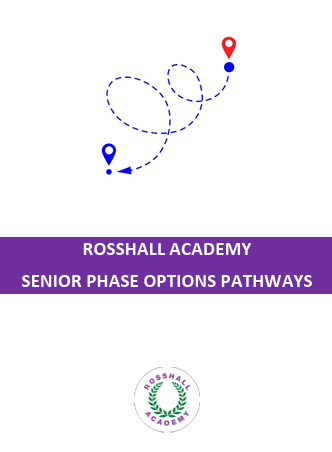 ROSSHALL ACADEMY
SENIOR PHASE OPTIONS PATHWAYS
ROSSHALL
ACADEMY